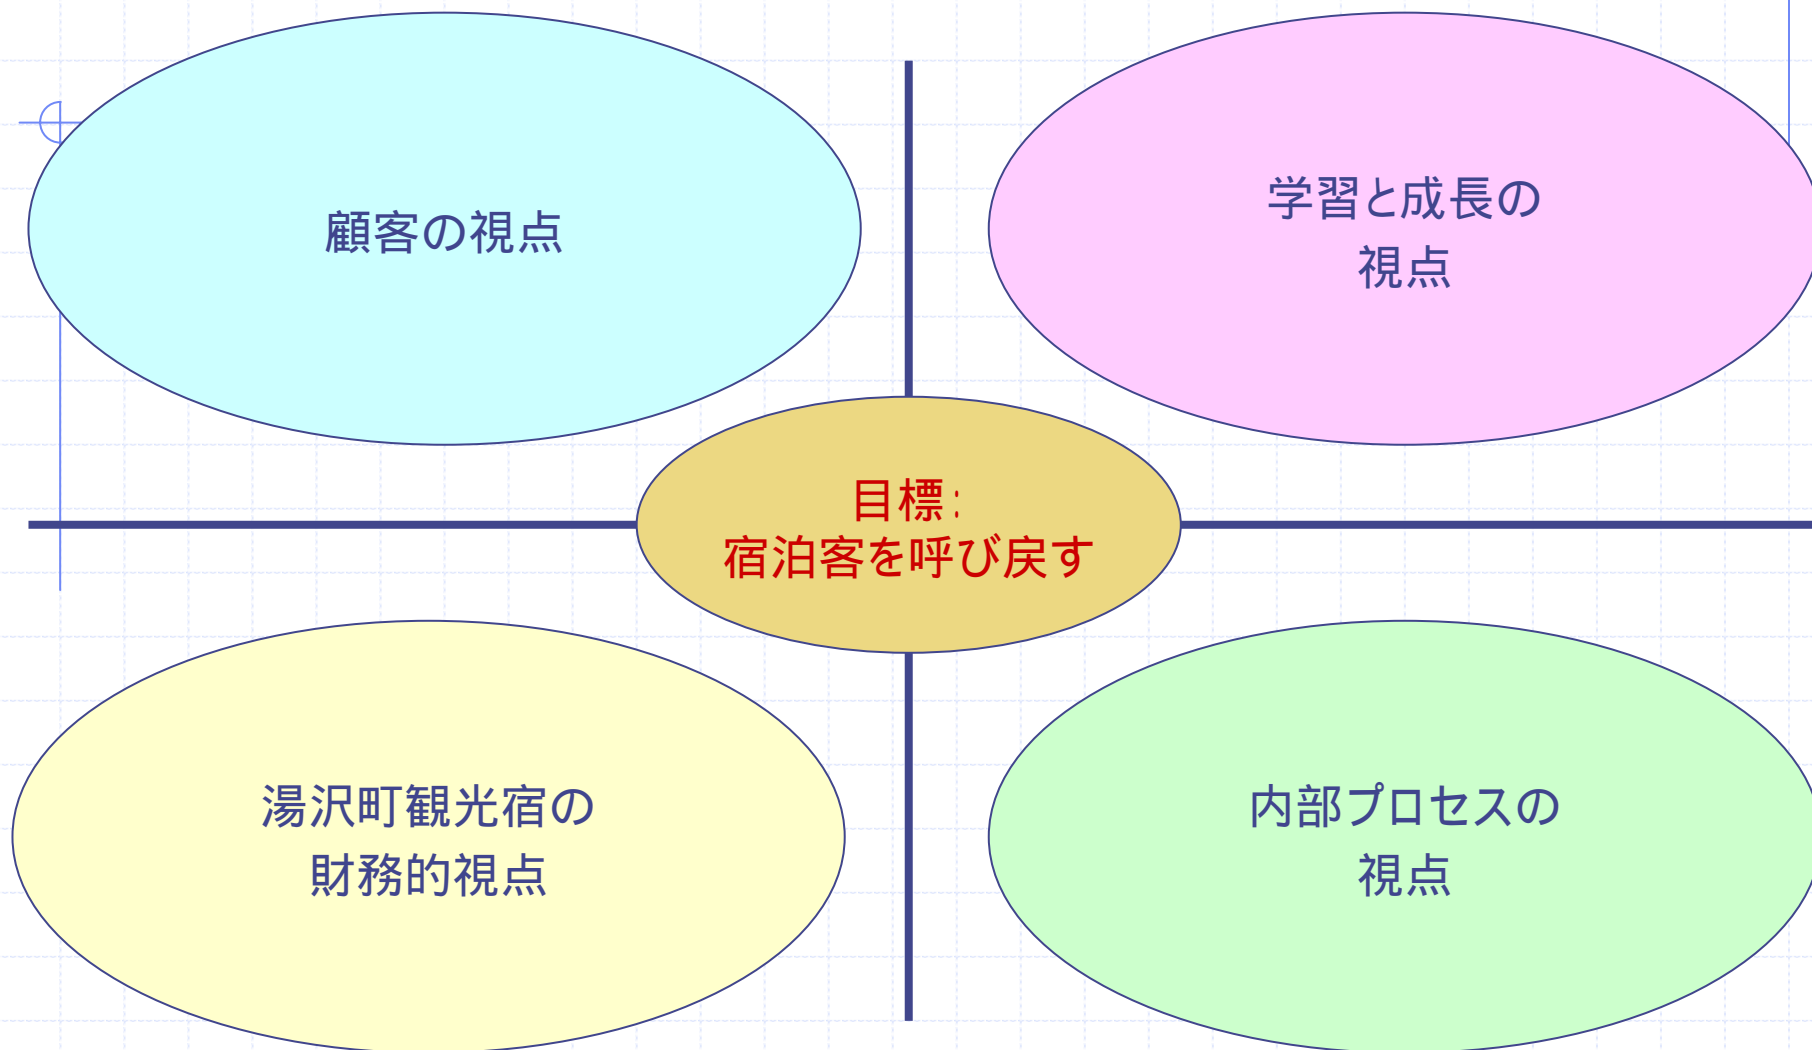 顧客の視点
学習と成長の
視点
目標:
宿泊客を呼び戻す
湯沢町観光宿の
財務的視点
内部プロセスの
視点